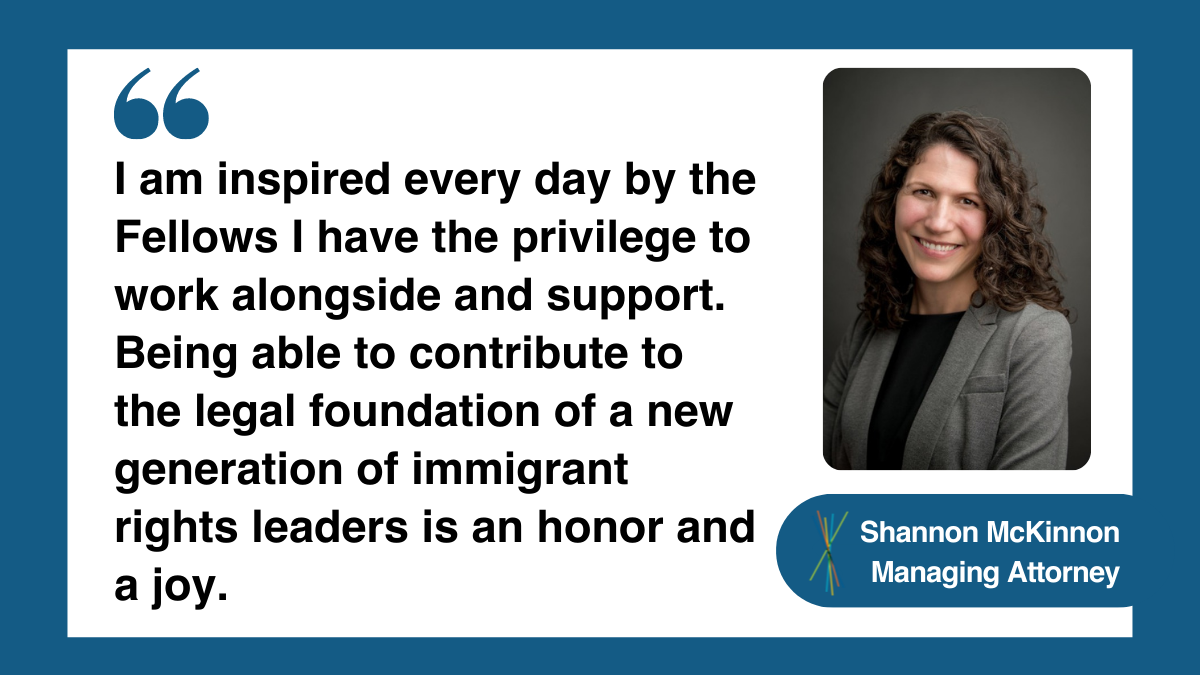 “
I am inspired every day by the
Fellows I have the privilege to
work alongside and support.
Being able to contribute to
the legal foundation of a new
generation of immigrant
rights leaders is an honor and
a joy.
Shannon McKinnon
Managing Attorney